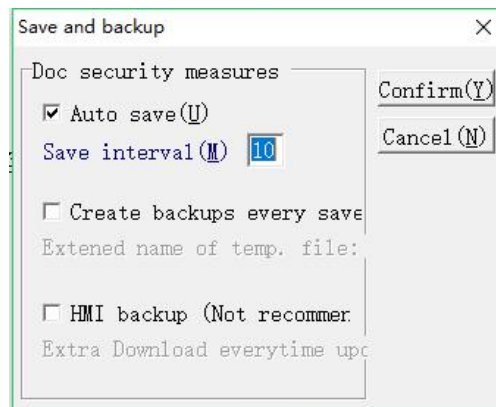 Save and backup
Doc security measures
Confirm(Y)
Auto save(U)
Cancel(N)
Save interval(M) 10
Create backups every save
Extened name of temp. file:
HMI backup (Not recommen
Extra Download everytime upo